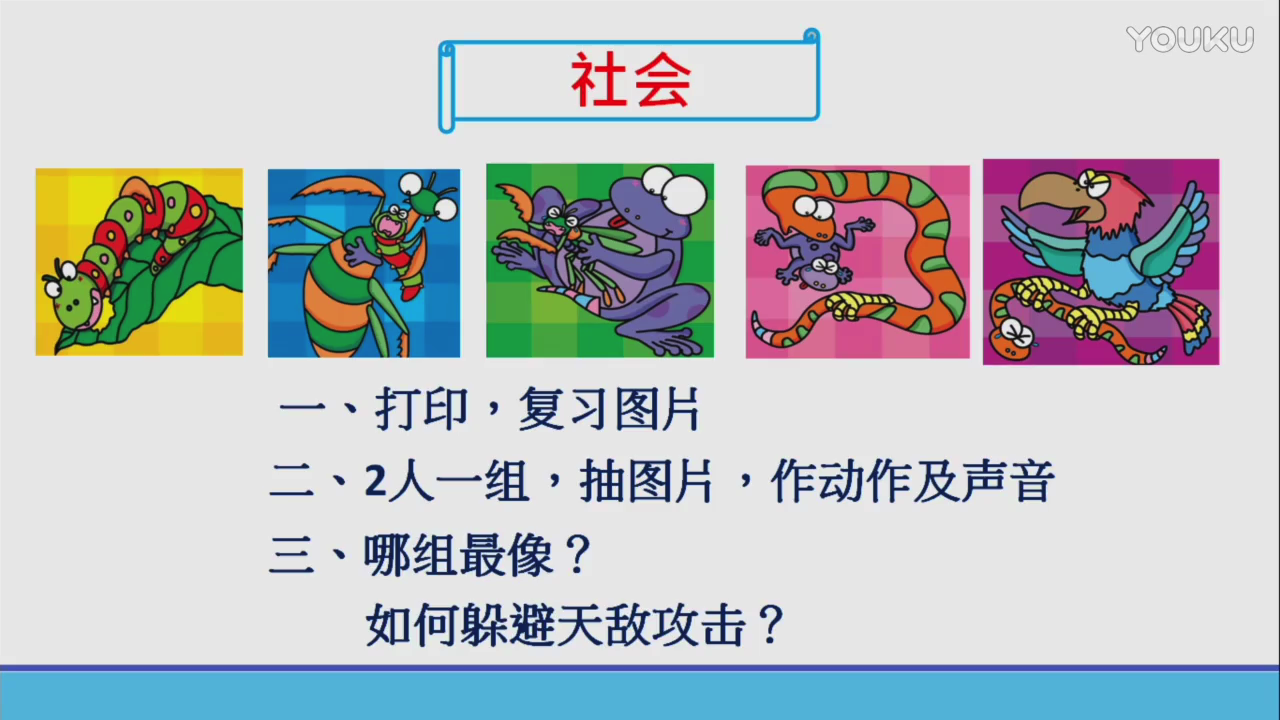 YOUKU
社会
一、打印，复习图片
二、2人一组，抽图片，作动作及声音
三、哪组最像？
如何躲避天敌攻击？